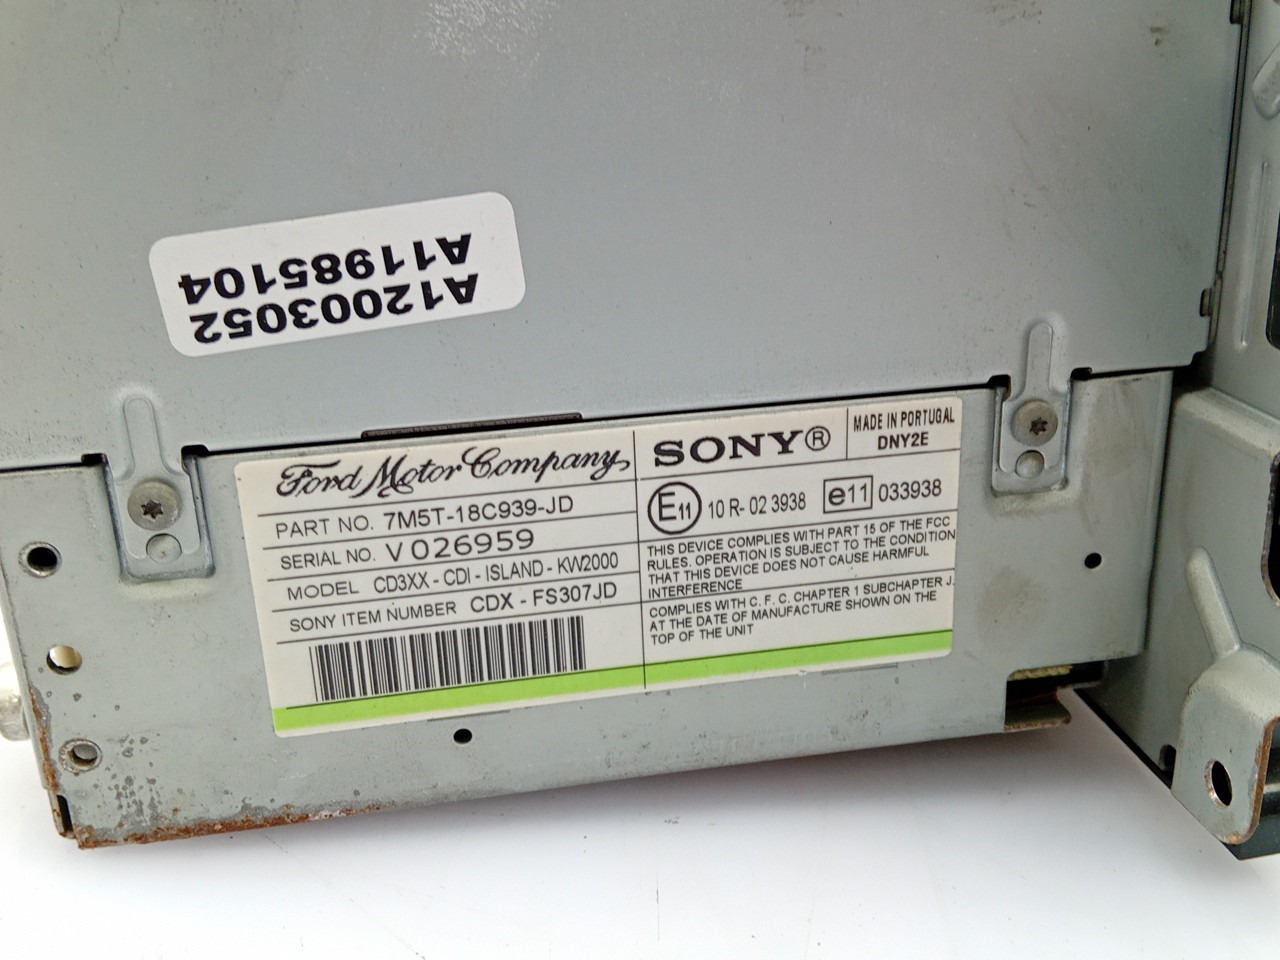 A12003052
A11985104
Ford Motor Company
PART NO. 7M5T-18C939-JD
SERIAL NO. V026959
MODEL CD3XX - CDI - ISLAND - KW2000
SONY ITEM NUMBER CDX - FS307JD
SONY®
MADE IN PORTUGAL
DNY2E
E11 10 R- 02 3938 e11 033938
THIS DEVICE COMPLIES WITH PART 15 OF THE FCC
RULES. OPERATION IS SUBJECT TO THE CONDITION
THAT THIS DEVICE DOES NOT CAUSE HARMFUL
INTERFERENCE
COMPLIES WITH C. F. C. CHAPTER 1 SUBCHAPTER J.
AT THE DATE OF MANUFACTURE SHOWN ON THE
TOP OF THE UNIT